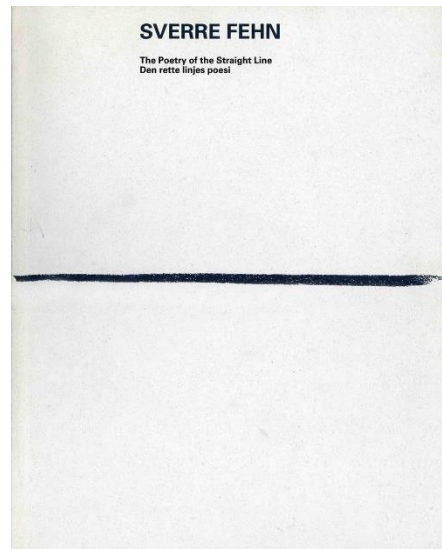 SVERRE FEHN
The Poetry of the Straight Line
Den rette linjes poesi